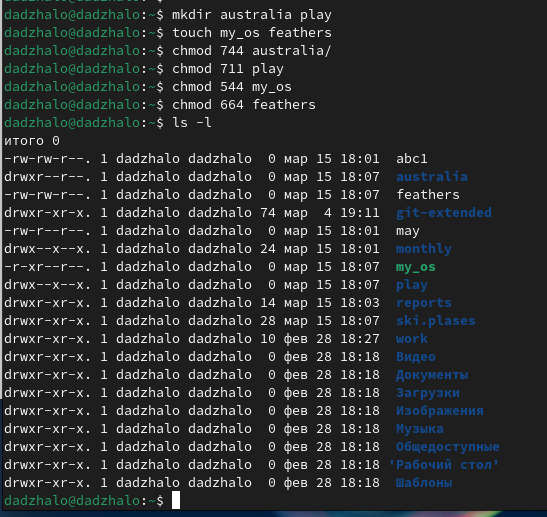 dadzhalo@dadzhalo:~$ mkdir australia play
dadzhalo@dadzhalo:~$ touch my_os feathers
dadzhalo@dadzhalo:~$ chmod 744 australia/
dadzhalo@dadzhalo:~$ chmod 711 play
dadzhalo@dadzhalo:~$ chmod 544 my_os
dadzhalo@dadzhalo:~$ chmod 664 feathers
dadzhalo@dadzhalo:~$ ls -l
итого 0
-rw-rw-r--. 1 dadzhalo dadzhalo  0 мар 15 18:01  abc1
drwxr--r--. 1 dadzhalo dadzhalo  0 мар 15 18:07  australia
-rw-rw-r--. 1 dadzhalo dadzhalo  0 мар 15 18:07  feathers
drwxr-xr-x. 1 dadzhalo dadzhalo 74 мар  4 19:11  git-extended
-rw-r--r--. 1 dadzhalo dadzhalo  0 мар 15 18:01  may
drwx--x--x. 1 dadzhalo dadzhalo 24 мар 15 18:01  monthly
-r-xr--r--. 1 dadzhalo dadzhalo  0 мар 15 18:07  my_os
drwx--x--x. 1 dadzhalo dadzhalo  0 мар 15 18:07  play
drwxr-xr-x. 1 dadzhalo dadzhalo 14 мар 15 18:03  reports
drwxr-xr-x. 1 dadzhalo dadzhalo 28 мар 15 18:07  ski.plases
drwxr-xr-x. 1 dadzhalo dadzhalo 10 фев 28 18:27  work
drwxr-xr-x. 1 dadzhalo dadzhalo  0 фев 28 18:18  Видео
drwxr-xr-x. 1 dadzhalo dadzhalo  0 фев 28 18:18  Документы
drwxr-xr-x. 1 dadzhalo dadzhalo  0 фев 28 18:18  Загрузки
drwxr-xr-x. 1 dadzhalo dadzhalo  0 фев 28 18:18  Изображения
drwxr-xr-x. 1 dadzhalo dadzhalo  0 фев 28 18:18  Музыка
drwxr-xr-x. 1 dadzhalo dadzhalo  0 фев 28 18:18  Общедоступные
drwxr-xr-x. 1 dadzhalo dadzhalo  0 фев 28 18:18 'Рабочий стол'
drwxr-xr-x. 1 dadzhalo dadzhalo  0 фев 28 18:18  Шаблоны
dadzhalo@dadzhalo:~$